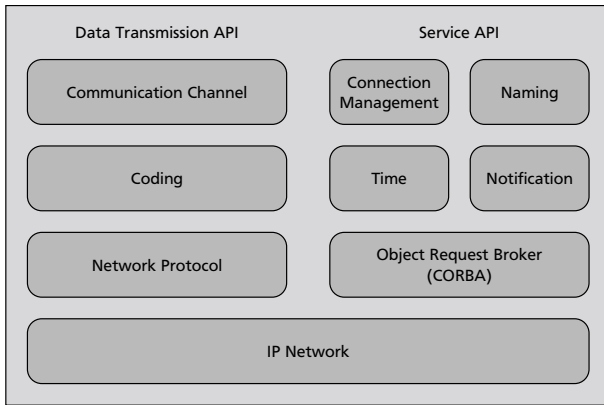 Data Transmission API
Service API
Communication Channel
Connection
Management
Naming
Coding
Time
Notification
Network Protocol
Object Request Broker
(CORBA)
IP Network